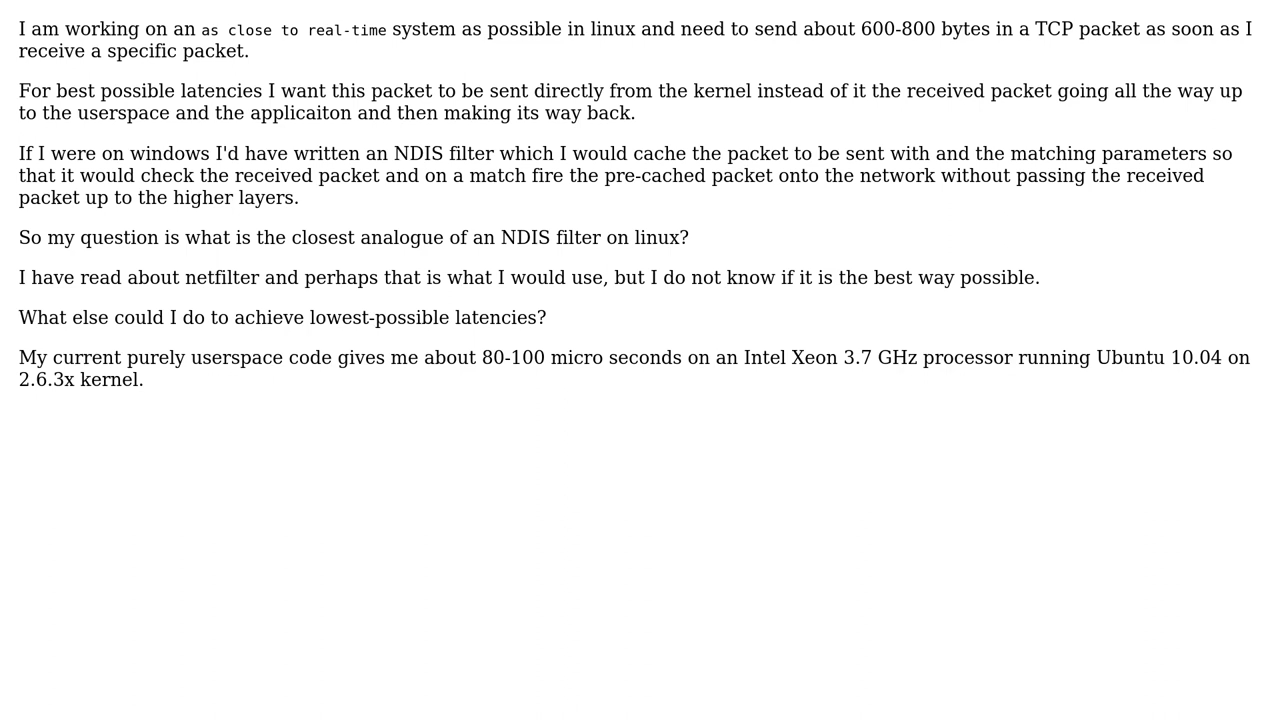 I am working on an as close to real-time system as possible in linux and need to send about 600-800 bytes in a TCP packet as soon as I
receive a specific packet.
For best possible latencies I want this packet to be sent directly from the kernel instead of it the received packet going all the way up
to the userspace and the applicaiton and then making its way back.
If I were on windows I'd have written an NDIS filter which I would cache the packet to be sent with and the matching parameters so
that it would check the received packet and on a match fire the pre-cached packet onto the network without passing the received
packet up to the higher layers.
So my question is what is the closest analogue of an NDIS filter on linux?
I have read about netfilter and perhaps that is what I would use, but I do not know if it is the best way possible.
What else could I do to achieve lowest-possible latencies?
My current purely userspace code gives me about 80-100 micro seconds on an Intel Xeon 3.7 GHz processor running Ubuntu 10.04 on
2.6.3x kernel.